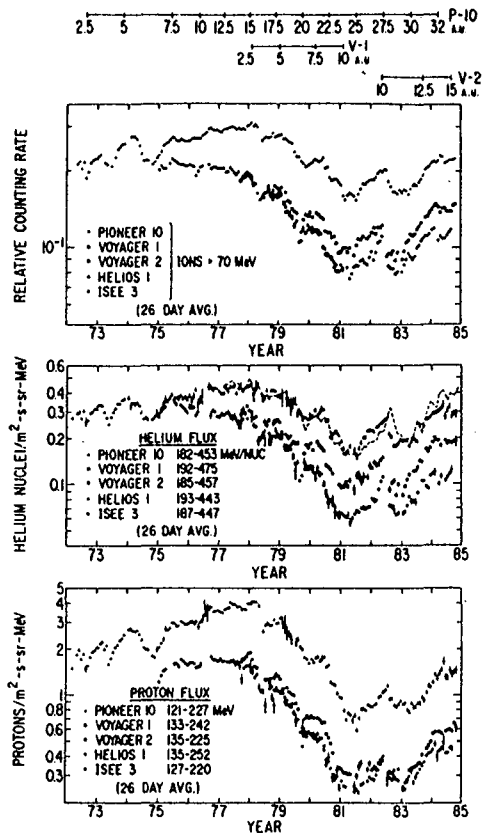 P-10
2.5 5 7.5 10 12.5 15 17.5 20 22.5 25 27.5 30 32 A.U.
V-1
2.5 5 7.5 10 A.U.
V-2
10 12.5 15 A.U.
RELATIVE COUNTING RATE
10-1
• PIONEER 10
• VOYAGER 1
• VOYAGER 2
• HELIOS 1
• ISEE 3
IONS > 70 MeV
(26 DAY AVG.)
73 75 77 79 81 83 85
YEAR
HELIUM NUCLEI/m2-s-sr-MeV
0.6
0.4
0.3
0.2
0.1
HELIUM FLUX
• PIONEER 10 182-453 MeV/NUC
• VOYAGER 1 192-475
• VOYAGER 2 185-457
• HELIOS 1 193-443
• ISEE 3 187-447
(26 DAY AVG.)
73 75 77 79 81 83 85
YEAR
PROTONS/m2-s-sr-MeV
5
4
3
2
1
0.8
0.6
0.4
0.3
PROTON FLUX
• PIONEER 10 121-227 MeV
• VOYAGER 1 133-242
• VOYAGER 2 135-225
• HELIOS 1 135-252
• ISEE 3 127-220
(26 DAY AVG.)
73 75 77 79 81 83 85
YEAR